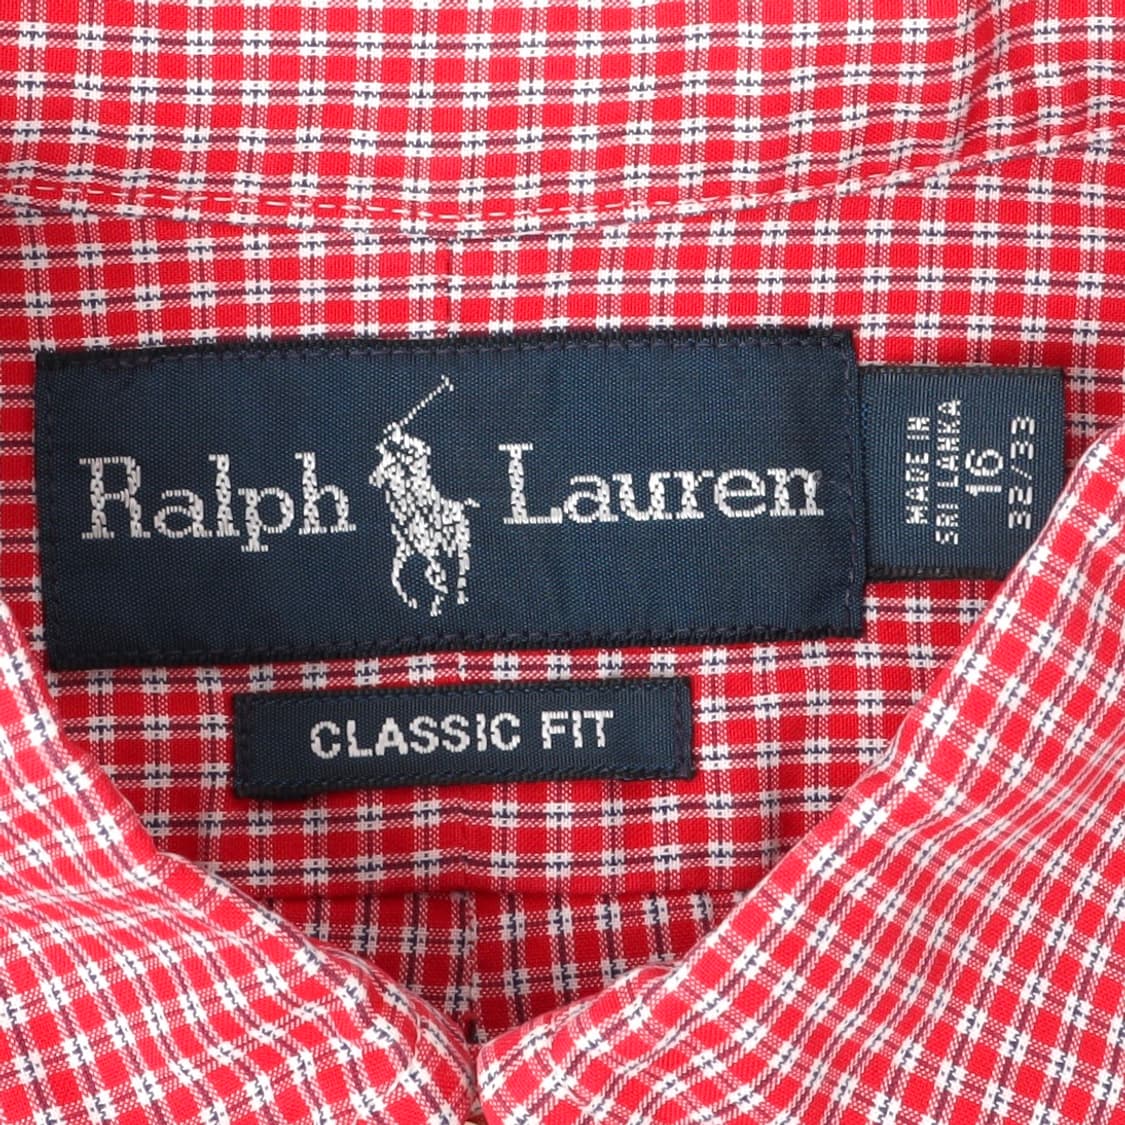 Ralph Lauren
CLASSIC FIT
MADE IN
SRI LANKA
16
32/33